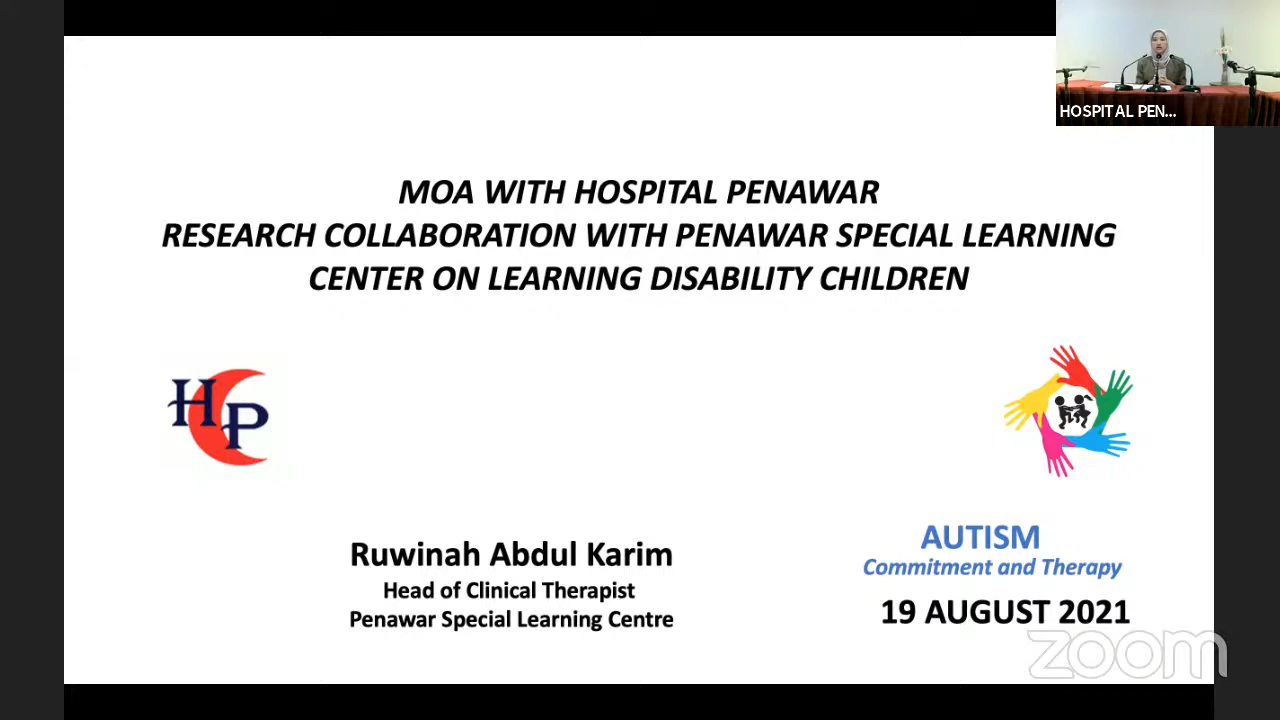 HOSPITAL PEN...
MOA WITH HOSPITAL PENAWAR
RESEARCH COLLABORATION WITH PENAWAR SPECIAL LEARNING
CENTER ON LEARNING DISABILITY CHILDREN
HP
Ruwinah Abdul Karim
Head of Clinical Therapist
Penawar Special Learning Centre
AUTISM
Commitment and Therapy
19 AUGUST 2021
zoom